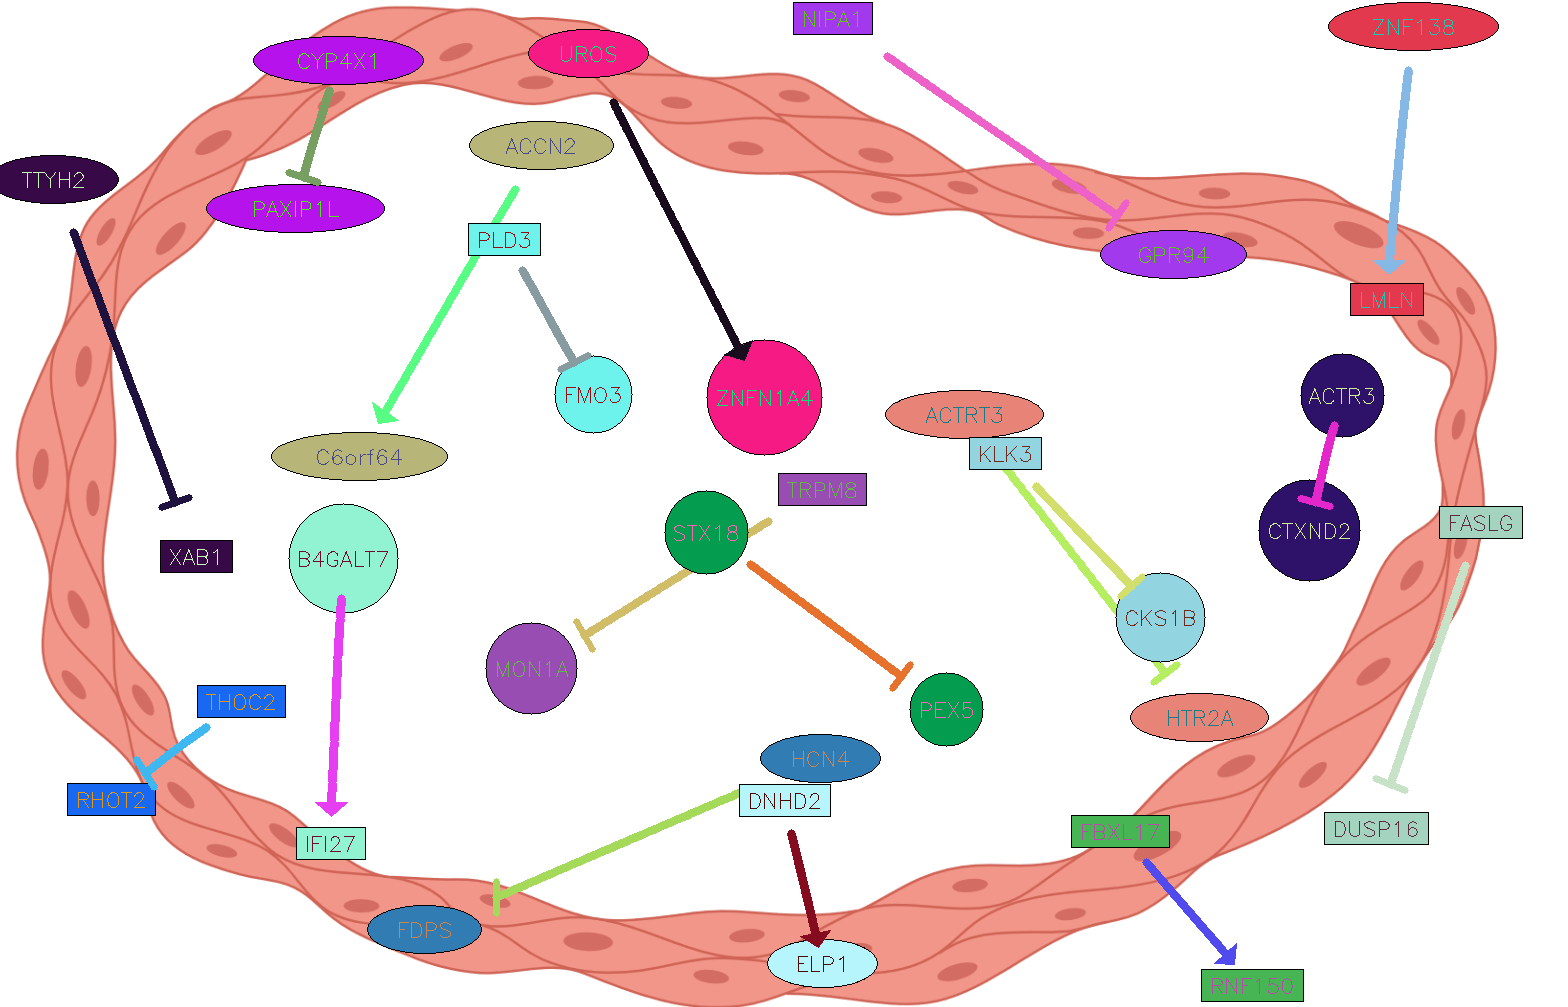 NIPA1
ZNF138
CYP4X1
UROS
ACCN2
TTYH2
PAXIP1L
PLD3
GPR94
LMLN
FMO3
ZNFN1A4
ACTR3
ACTRT3
C6orf64
KLK3
TRPM8
FASLG
STX18
CTXND2
XAB1
B4GALT7
CKS1B
MON1A
THOC2
PEX5
HTR2A
HCN4
RHOT2
DNHD2
DUSP16
FBXL17
IFI27
FDPS
ELP1
RNF150